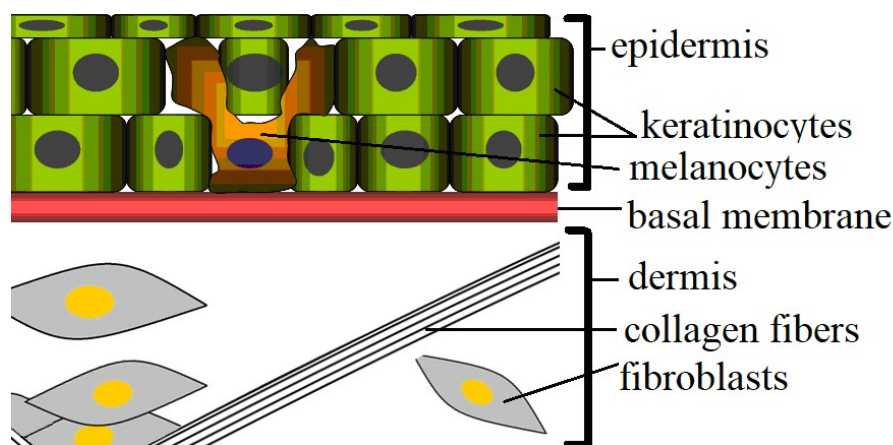 epidermis
keratinocytes
melanocytes
basal membrane
dermis
collagen fibers
fibroblasts